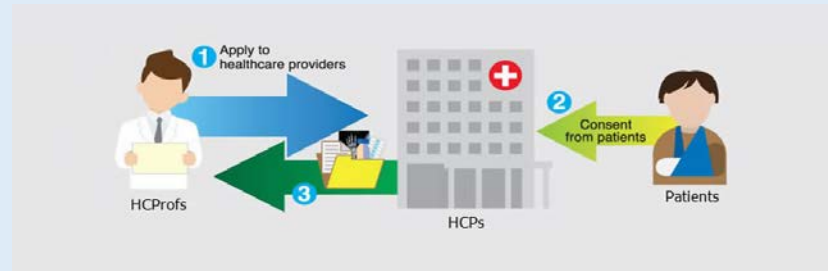 1 Apply to
healthcare providers
2
Consent
from patients
3
HCProfs
HCPs
Patients